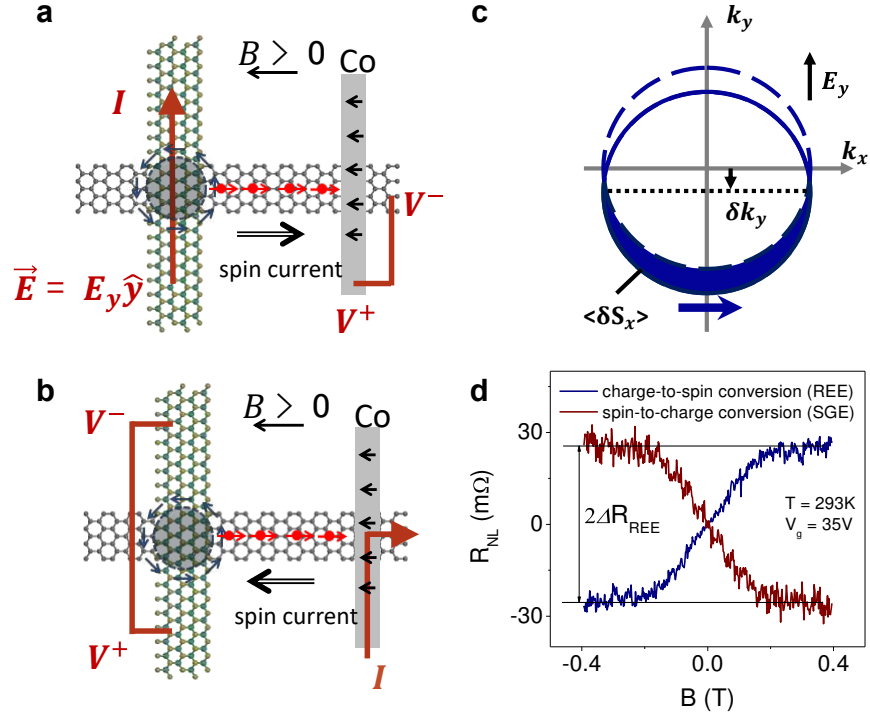 a
B > 0
Co
I
V⁻
spin current
E⃗ = E_y ŷ
V⁺
b
B > 0
Co
V⁻
spin current
V⁺
I
c
k_y
E_y
k_x
δk_y
<δS_x>
d
charge-to-spin conversion (REE)
spin-to-charge conversion (SGE)
30
0
-30
R_NL (mΩ)
2ΔR_REE
T = 293K
V_g = 35V
-0.4
0.0
0.4
B (T)